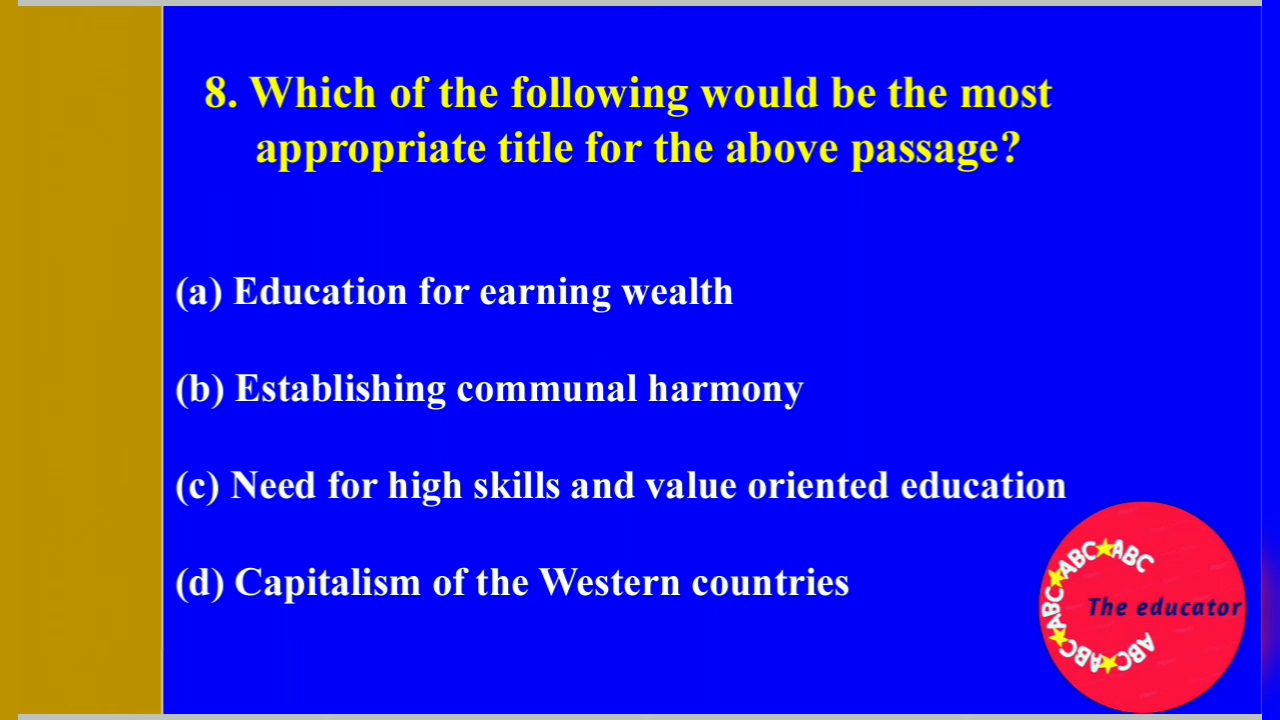 8. Which of the following would be the most
appropriate title for the above passage?
(a) Education for earning wealth
(b) Establishing communal harmony
(c) Need for high skills and value oriented education
(d) Capitalism of the Western countries
ABC★ABC★ABC★ABC★ABC
The educator